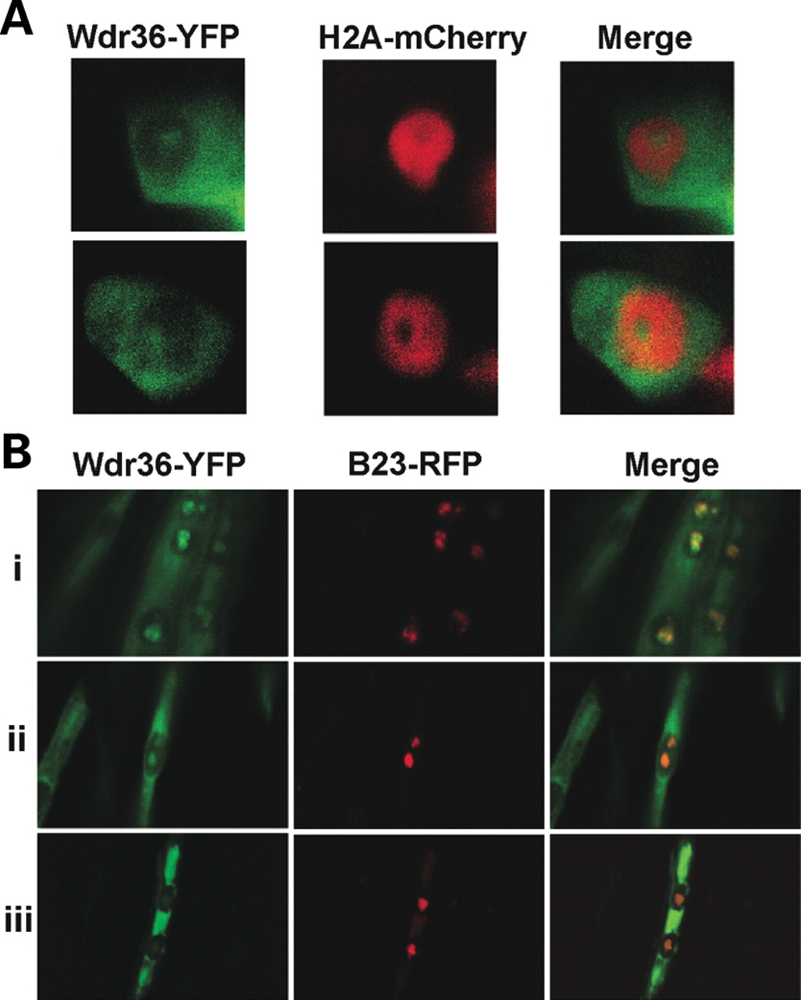 A
Wdr36-YFP H2A-mCherry Merge
B
Wdr36-YFP B23-RFP Merge
i
ii
iii